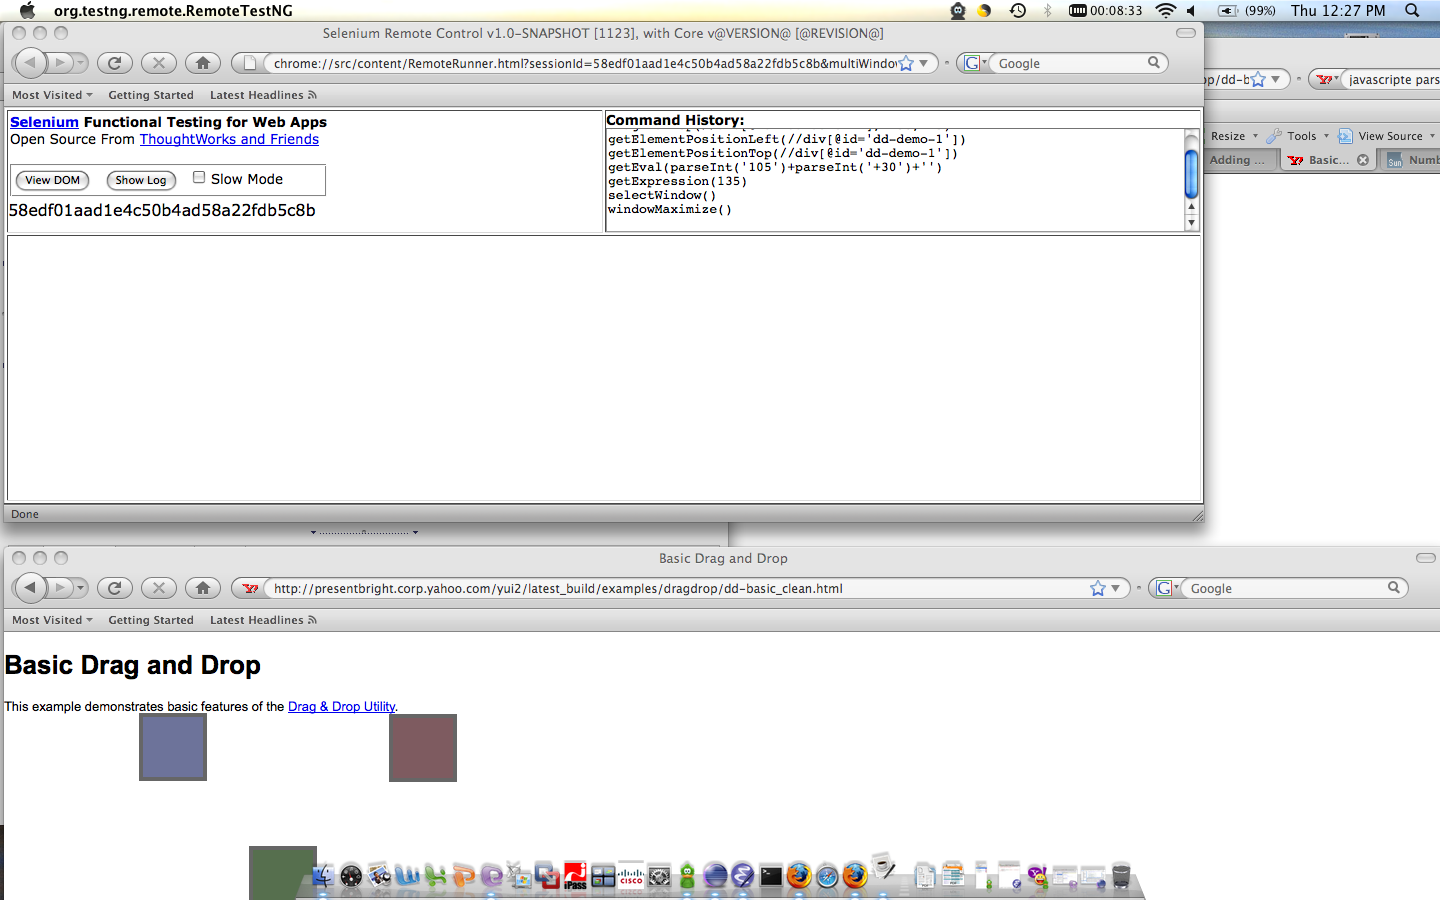 org.testng.remote.RemoteTestNG
00:08:33
(99%)
Thu 12:27 PM
Selenium Remote Control v1.0-SNAPSHOT [1123], with Core v@VERSION@ [@REVISION@]
chrome://src/content/RemoteRunner.html?sessionId=58edf01aad1e4c50b4ad58a22fdb5c8b&multiWindow
Google
Most Visited
Getting Started
Latest Headlines
Selenium Functional Testing for Web Apps
Open Source From ThoughtWorks and Friends
View DOM
Show Log
Slow Mode
58edf01aad1e4c50b4ad58a22fdb5c8b
Command History:
getElementPositionLeft(//div[@id='dd-demo-1'])
getElementPositionTop(//div[@id='dd-demo-1'])
getEval(parseInt('105')+parseInt('+30')+'')
getExpression(135)
selectWindow()
windowMaximize()
Done
op/dd-b
javascripte pars
Resize
Tools
View Source
Adding ...
Basic...
Sun
Numb
Basic Drag and Drop
http://presentbright.corp.yahoo.com/yui2/latest_build/examples/dragdrop/dd-basic_clean.html
Google
Most Visited
Getting Started
Latest Headlines
Basic Drag and Drop
This example demonstrates basic features of the Drag & Drop Utility.
iPass
CISCO